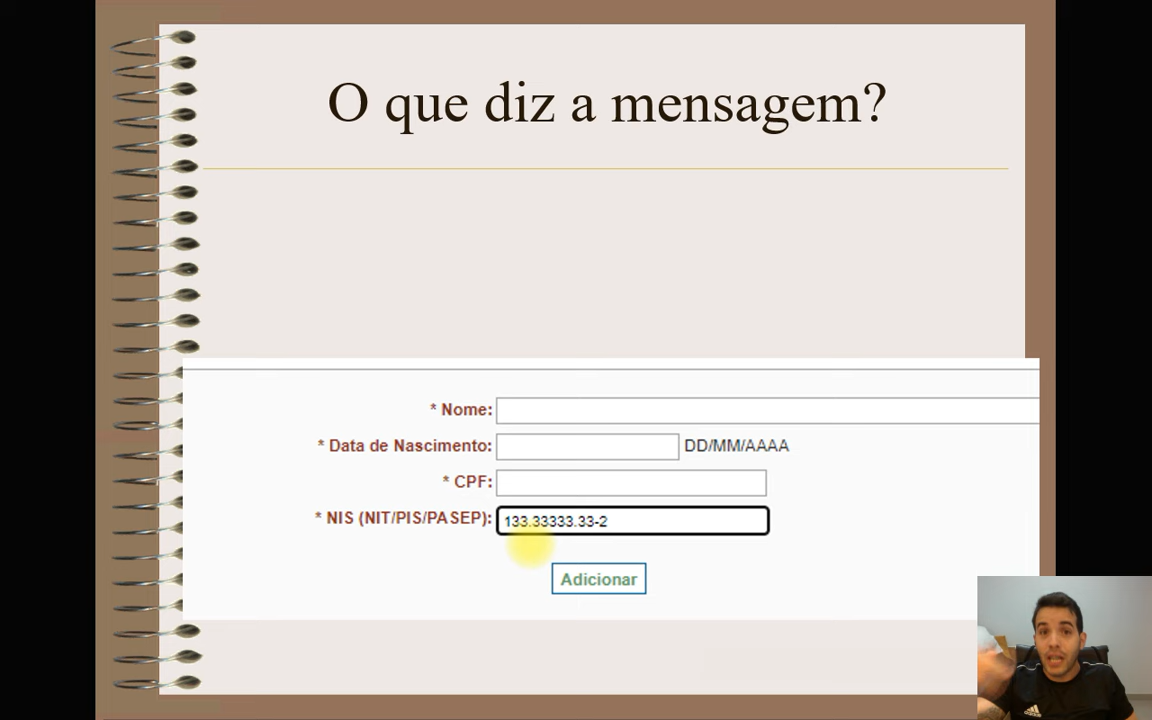 O que diz a mensagem?
* Nome:
* Data de Nascimento: DD/MM/AAAA
* CPF:
* NIS (NIT/PIS/PASEP): 133.33333.33-2
Adicionar
adidas